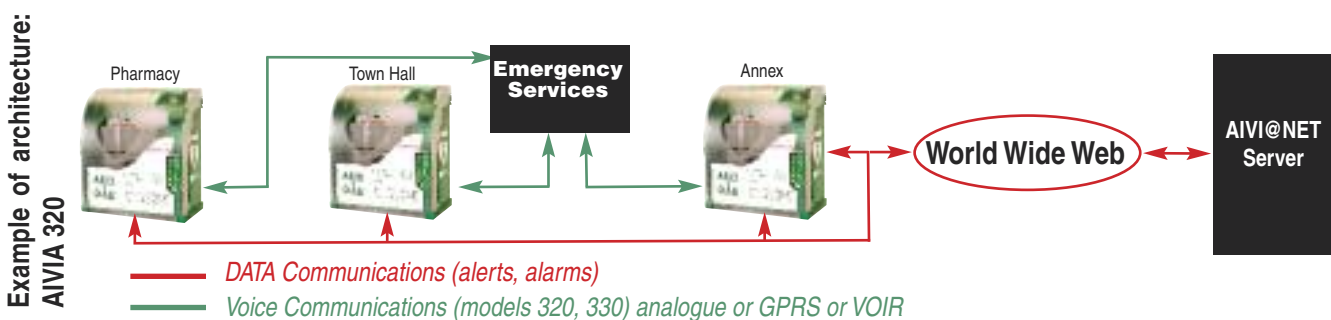 Example of architecture:
AIVIA 320
Pharmacy
Town Hall
Emergency
Services
Annex
World Wide Web
AIVI@NET
Server
DATA Communications (alerts, alarms)
Voice Communications (models 320, 330) analogue or GPRS or VOIR